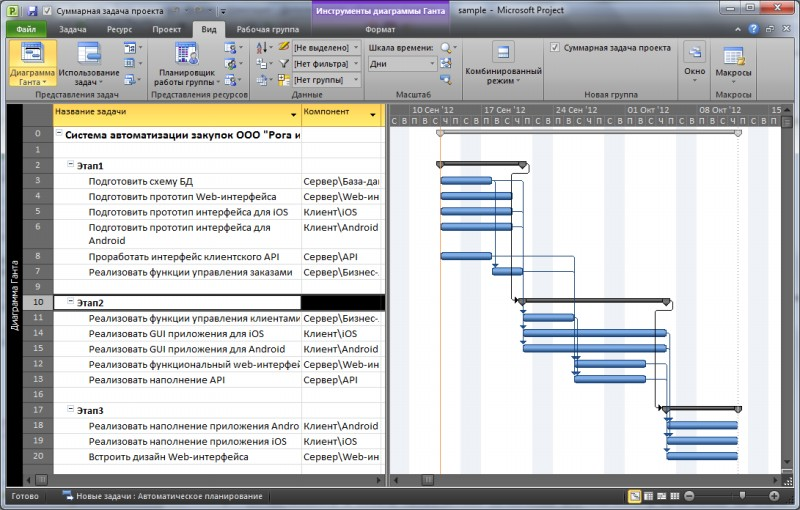 Суммарная задача проекта
Инструменты диаграммы Ганта
sample - Microsoft Project
Файл Задача Ресурс Проект Вид Рабочая группа Формат
Диаграмма Ганта
Использование задач
Представления задач
Планировщик работы группы
Представления ресурсов
[Не выделено]
[Нет фильтра]
[Нет группы]
Данные
Шкала времени:
Дни
Масштаб
Комбинированный режим
Суммарная задача проекта
Новая группа
Окно
Макросы
Макросы
Название задачи Компонент
10 Сен '12 17 Сен '12 24 Сен '12 01 Окт '12 08 Окт '12 15
С В П В С Ч П С В П В С Ч П С В П В С Ч П С В П В С Ч П С В П В С Ч П С В П
Диаграмма Ганта
0 Система автоматизации закупок ООО "Рога и
1
2 Этап1
3 Подготовить схему БД Сервер\База-да
4 Подготовить прототип Web-интерфейса Сервер\Web-ин
5 Подготовить прототип интерфейса для iOS Клиент\iOS
6 Подготовить прототип интерфейса для Клиент\Android
Android
8 Проработать интерфейс клиентского API Сервер\API
7 Реализовать функции управления заказами Сервер\Бизнес-
9
10 Этап2
11 Реализовать функции управления клиентами Сервер\Бизнес-
14 Реализовать GUI приложения для iOS Клиент\iOS
15 Реализовать GUI приложения для Android Клиент\Android
12 Реализовать функциональный web-интерфей Сервер\Web-ин
13 Реализовать наполнение API Сервер\API
16
17 Этап3
18 Реализовать наполнение приложения Andro Клиент\Android
19 Реализовать наполнение приложения iOS Клиент\iOS
20 Встроить дизайн Web-интерфейса Сервер\Web-ин
Готово Новые задачи : Автоматическое планирование